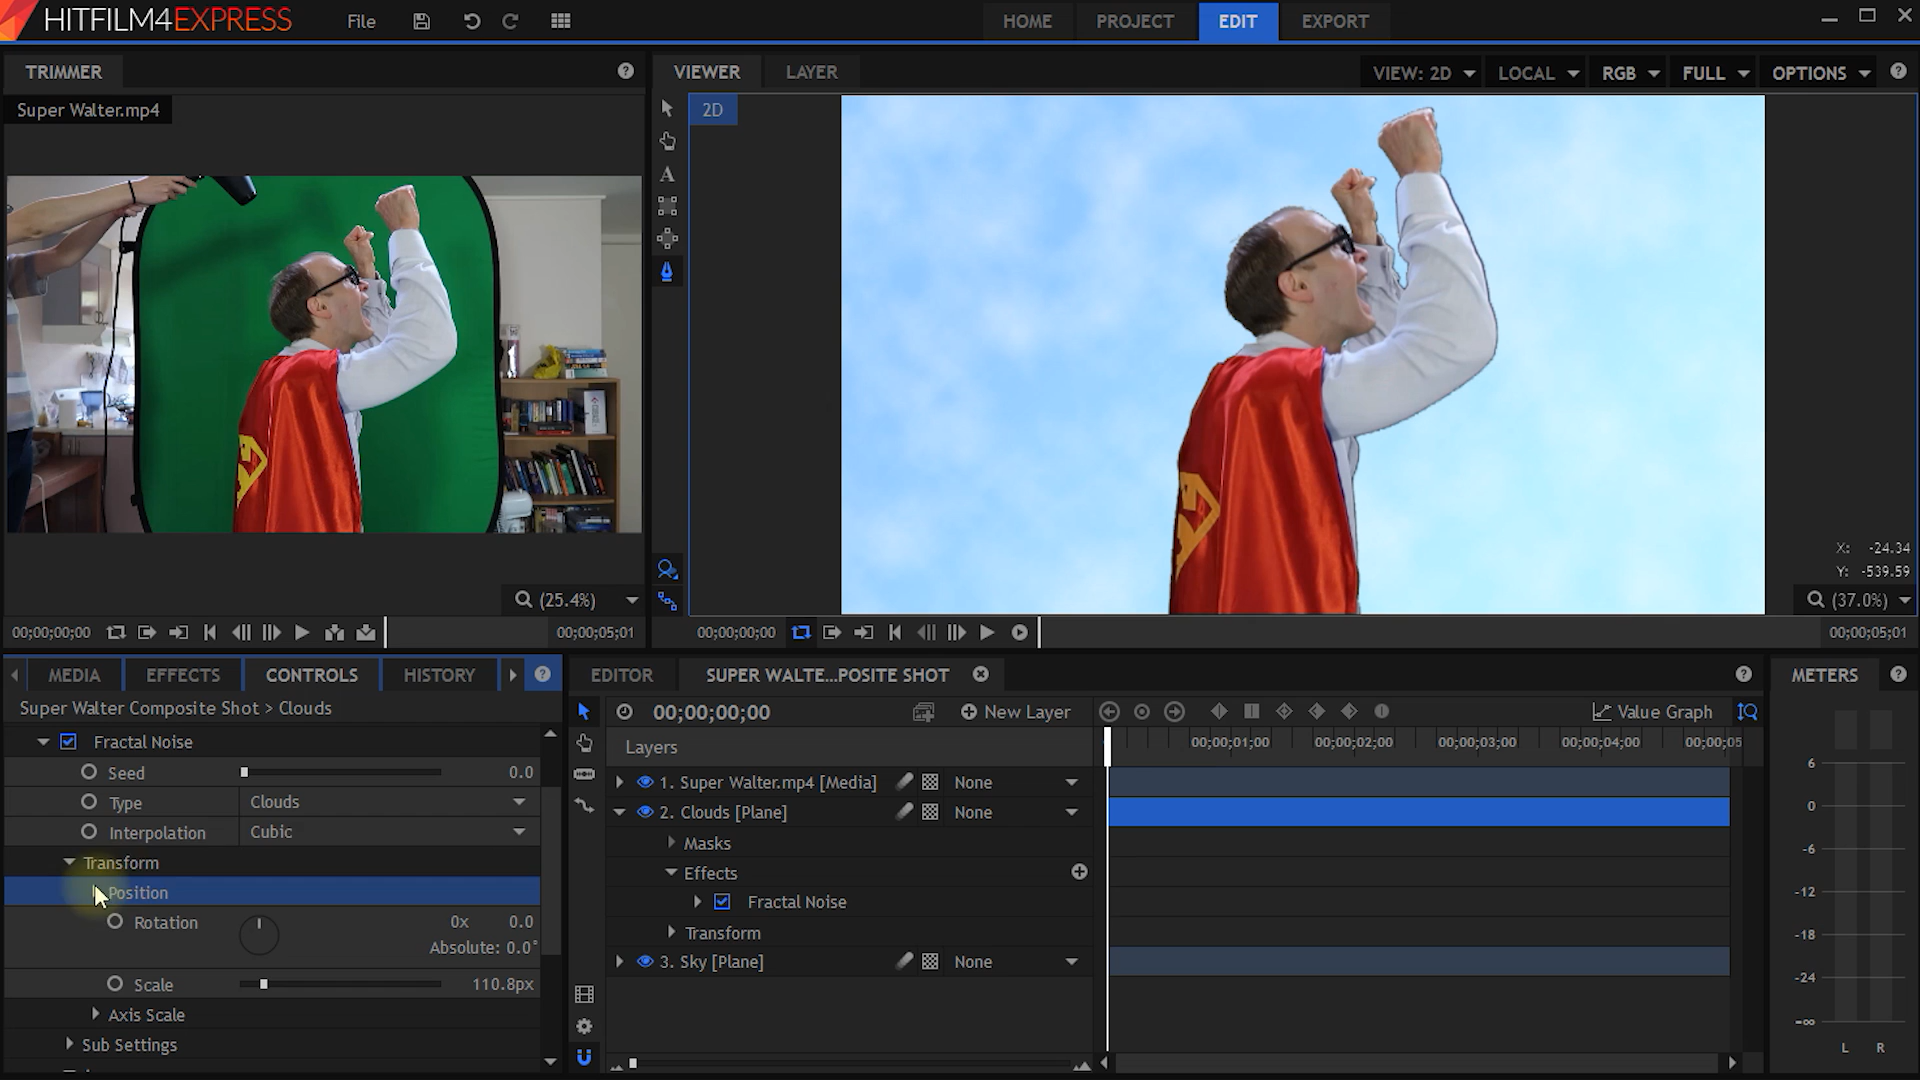 HITFILM4EXPRESS
File
HOME
PROJECT
EDIT
EXPORT
TRIMMER
VIEWER
LAYER
VIEW: 2D
LOCAL
RGB
FULL
OPTIONS
Super Walter.mp4
2D
X: -24.34
Y: -539.59
(25.4%)
(37.0%)
00;00;00;00
00;00;05;01
00;00;00;00
00;00;05;01
MEDIA
EFFECTS
CONTROLS
HISTORY
EDITOR
SUPER WALTE...POSITE SHOT
METERS
Super Walter Composite Shot > Clouds
00;00;00;00
New Layer
Value Graph
Fractal Noise
Seed 0.0
Type Clouds
Interpolation Cubic
Transform
Position
Rotation 0x 0.0
Absolute: 0.0°
Scale 110.8px
Axis Scale
Sub Settings
Layers
00;00;01;00
00;00;02;00
00;00;03;00
00;00;04;00
00;00;05
1. Super Walter.mp4 [Media] None
2. Clouds [Plane] None
Masks
Effects
Fractal Noise
Transform
3. Sky [Plane] None
6
0
-6
-12
-18
-24
-∞
L R